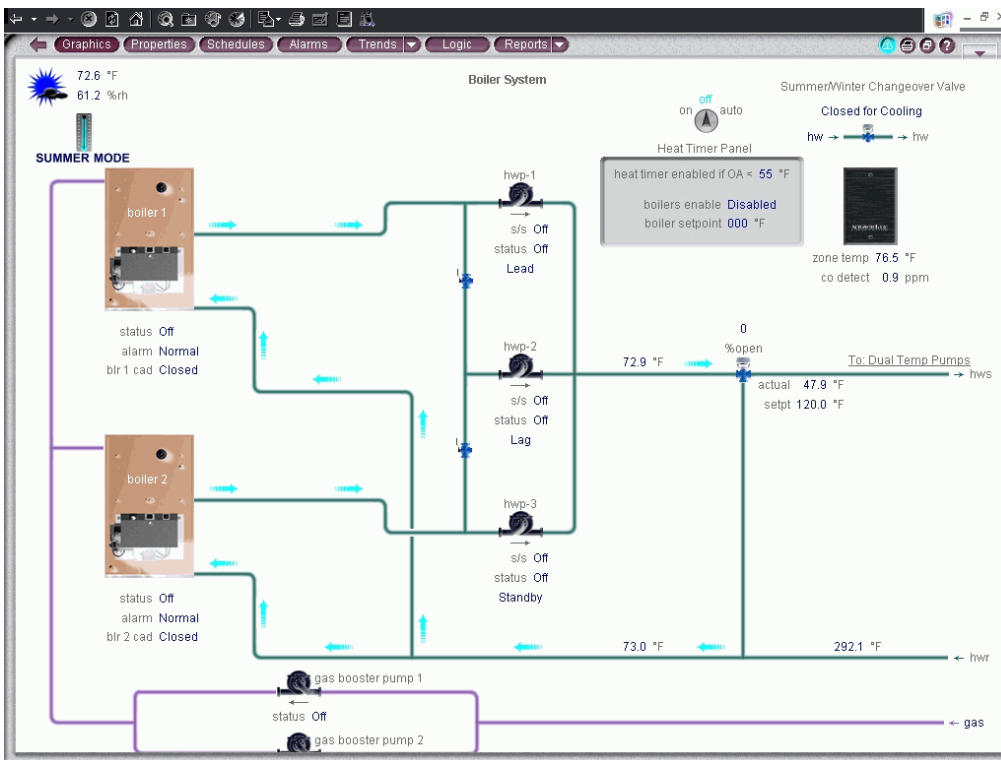 Graphics Properties Schedules Alarms Trends Logic Reports
72.6 °F
61.2 %rh
SUMMER MODE
Boiler System
Summer/Winter Changeover Valve
Closed for Cooling
hw → → hw
off
on auto
Heat Timer Panel
heat timer enabled if OA < 55 °F
boilers enable Disabled
boiler setpoint 000 °F
zone temp 76.5 °F
co detect 0.9 ppm
boiler 1
status Off
alarm Normal
blr 1 cad Closed
hwp-1
s/s Off
status Off
Lead
hwp-2
s/s Off
status Off
Lag
72.9 °F
0
%open
To: Dual Temp Pumps
→ hws
actual 47.9 °F
setpt 120.0 °F
boiler 2
status Off
alarm Normal
blr 2 cad Closed
hwp-3
s/s Off
status Off
Standby
73.0 °F
292.1 °F
← hwr
gas booster pump 1
status Off
gas booster pump 2
← gas